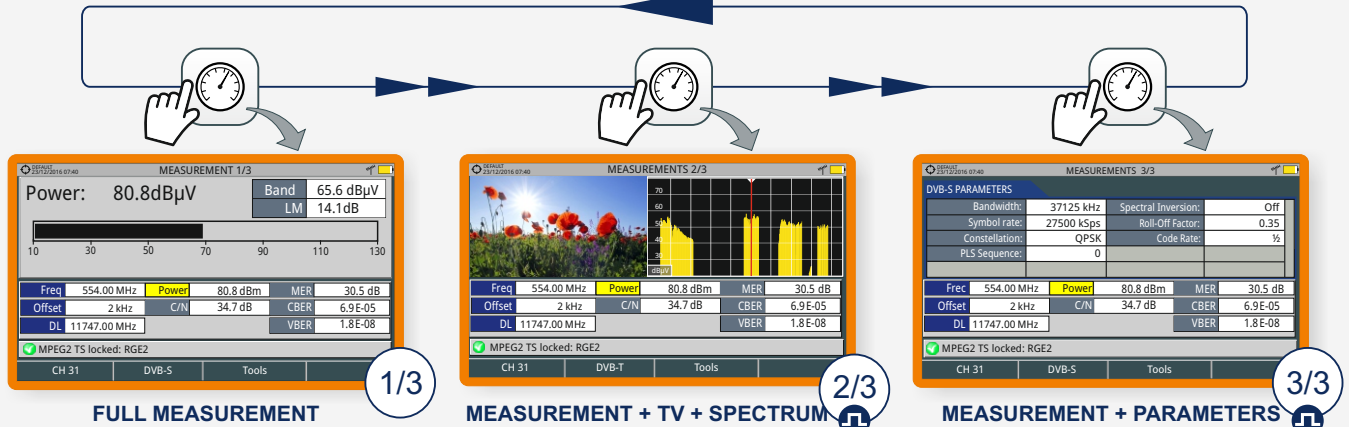 DEFAULT
23/12/2016 07:40
MEASUREMENT 1/3
Power: 80.8dBµV
Band 65.6 dBµV
LM 14.1dB
10 30 50 70 90 110 130
Freq 554.00 MHz Power 80.8 dBm MER 30.5 dB
Offset 2 kHz C/N 34.7 dB CBER 6.9E-05
DL 11747.00 MHz VBER 1.8E-08
MPEG2 TS locked: RGE2
CH 31 DVB-S Tools
1/3
FULL MEASUREMENT
DEFAULT
23/12/2016 07:40
MEASUREMENTS 2/3
70
60
50
40
30
dBµV
Freq 554.00 MHz Power 80.8 dBm MER 30.5 dB
Offset 2 kHz C/N 34.7 dB CBER 6.9E-05
DL 11747.00 MHz VBER 1.8E-08
MPEG2 TS locked: RGE2
CH 31 DVB-T Tools
2/3
MEASUREMENT + TV + SPECTRUM
DEFAULT
23/12/2016 07:40
MEASUREMENTS 3/3
DVB-S PARAMETERS
Bandwidth: 37125 kHz Spectral Inversion: Off
Symbol rate: 27500 kSps Roll-Off Factor: 0.35
Constellation: QPSK Code Rate: ½
PLS Sequence: 0
Frec 554.00 MHz Power 80.8 dBm MER 30.5 dB
Offset 2 kHz C/N 34.7 dB CBER 6.9E-05
DL 11747.00 MHz VBER 1.8E-08
MPEG2 TS locked: RGE2
CH 31 DVB-S Tools
3/3
MEASUREMENT + PARAMETERS